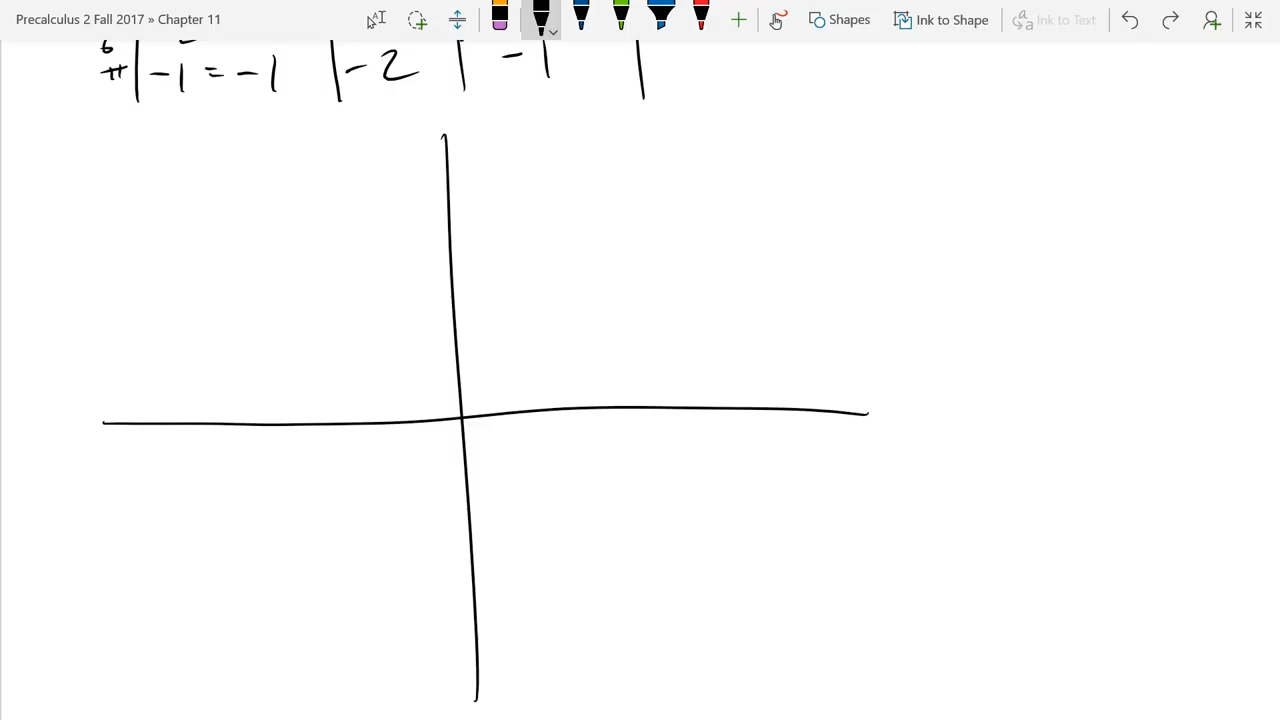 Precalculus 2 Fall 2017 » Chapter 11
Shapes
Ink to Shape
Ink to Text
π | -1 = -1 | -2 | -1 |